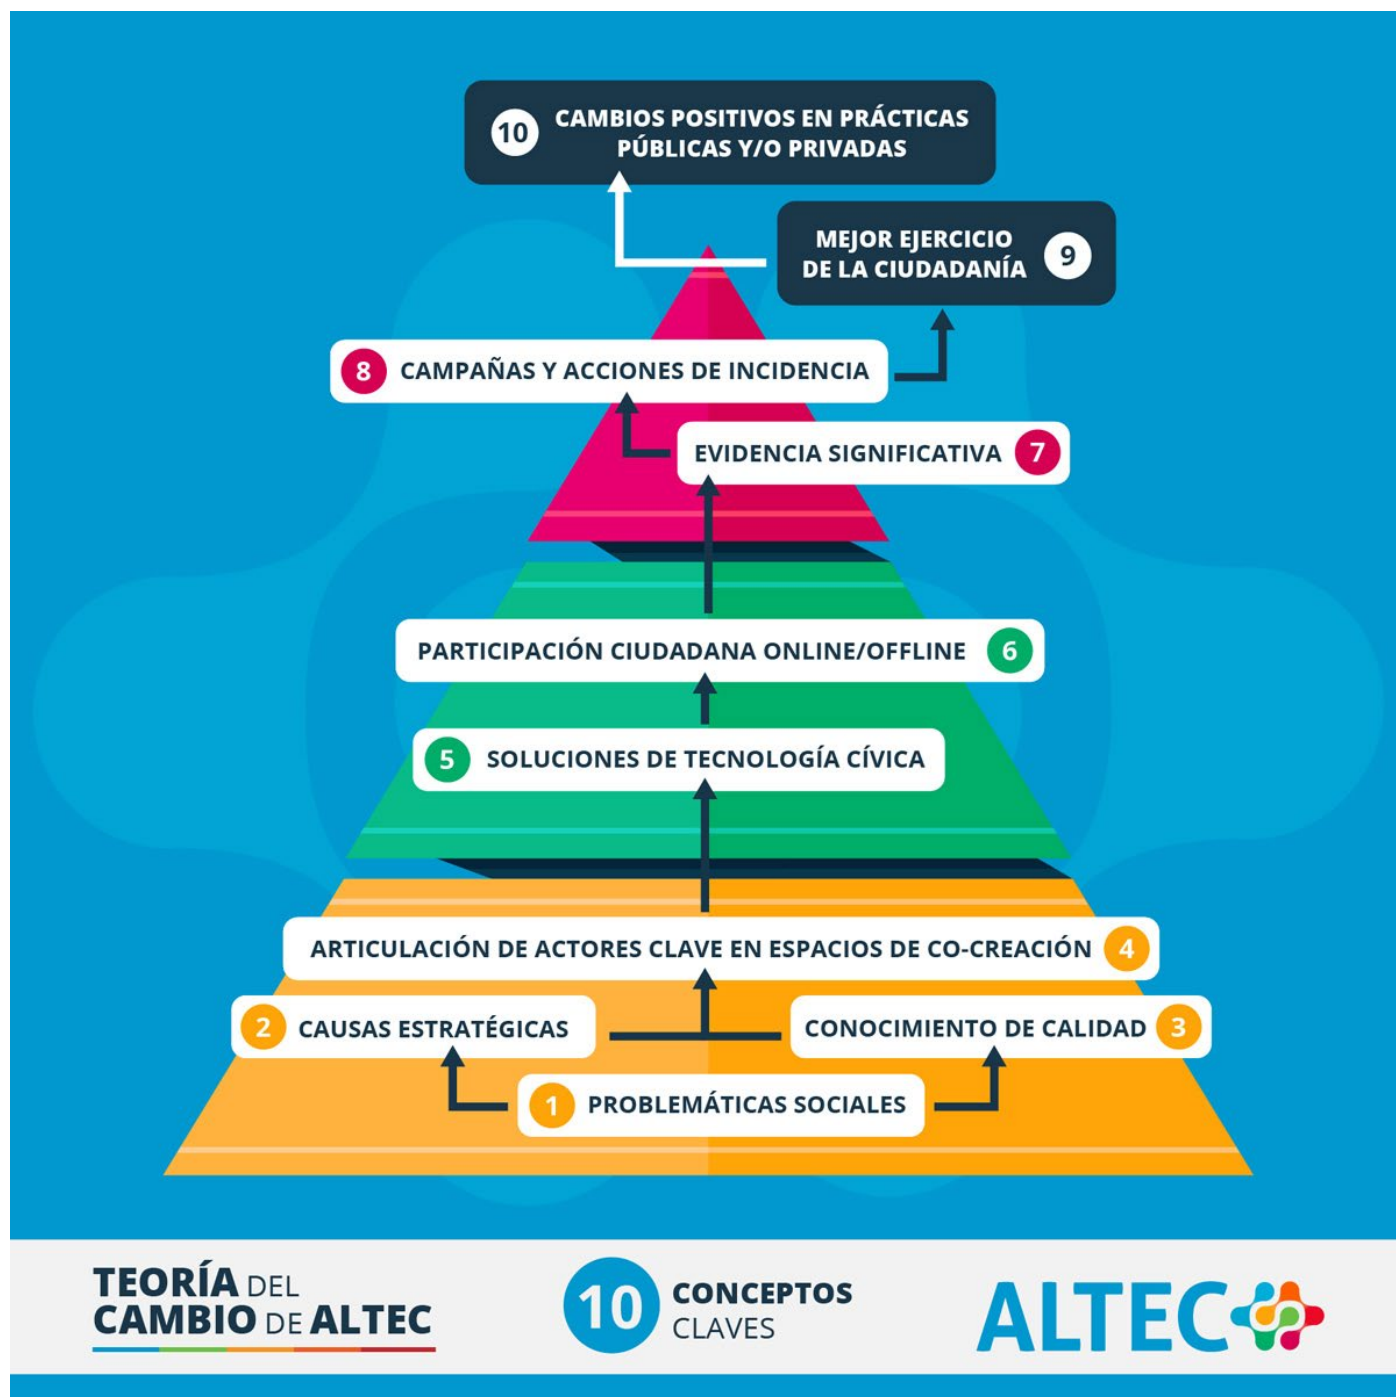 10
CAMBIOS POSITIVOS EN PRÁCTICAS
PÚBLICAS Y/O PRIVADAS
MEJOR EJERCICIO
DE LA CIUDADANÍA
9
8 CAMPAÑAS Y ACCIONES DE INCIDENCIA
EVIDENCIA SIGNIFICATIVA 7
PARTICIPACIÓN CIUDADANA ONLINE/OFFLINE 6
5 SOLUCIONES DE TECNOLOGÍA CÍVICA
ARTICULACIÓN DE ACTORES CLAVE EN ESPACIOS DE CO-CREACIÓN 4
2 CAUSAS ESTRATÉGICAS
CONOCIMIENTO DE CALIDAD 3
1 PROBLEMÁTICAS SOCIALES
TEORÍA DEL
CAMBIO DE ALTEC
10
CONCEPTOS
CLAVES
ALTEC